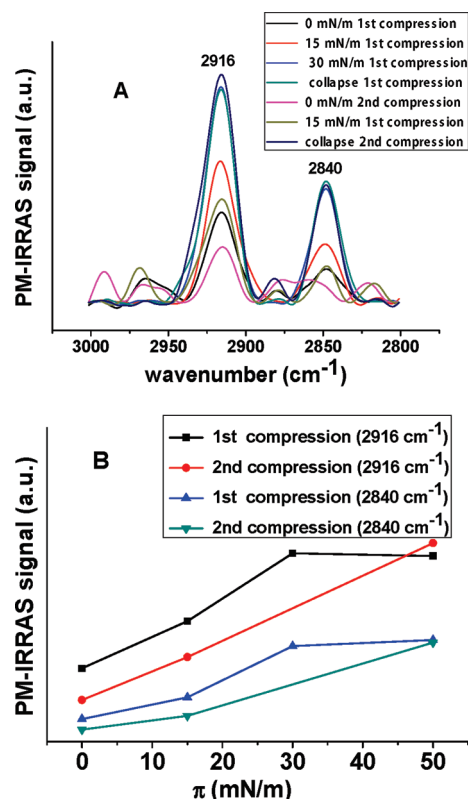 A
0 mN/m 1st compression
15 mN/m 1st compression
30 mN/m 1st compression
collapse 1st compression
0 mN/m 2nd compression
15 mN/m 1st compression
collapse 2nd compression
2916
2840
PM-IRRAS signal (a.u.)
3000 2950 2900 2850 2800
wavenumber (cm-1)
B
1st compression (2916 cm-1)
2nd compression (2916 cm-1)
1st compression (2840 cm-1)
2nd compression (2840 cm-1)
PM-IRRAS signal (a.u.)
0 10 20 30 40 50
π (mN/m)